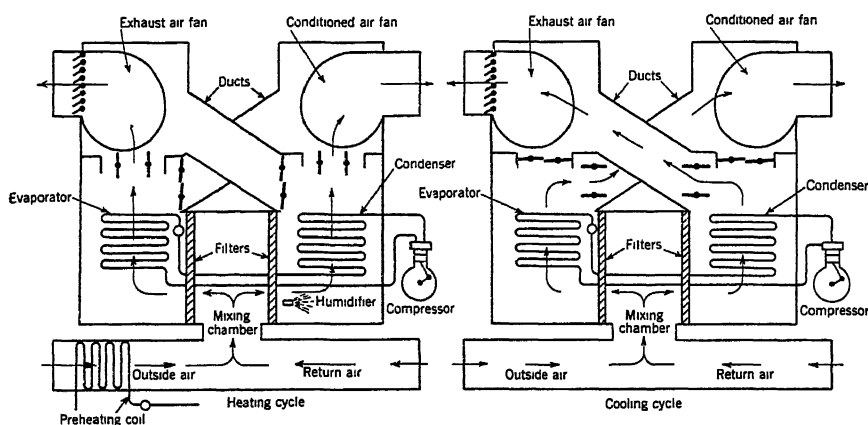 Exhaust air fan
Conditioned air fan
Ducts
Condenser
Evaporator
Filters
Humidifier
Compressor
Mixing
chamber
Outside air
Return air
Preheating coil
Heating cycle
Exhaust air fan
Conditioned air fan
Ducts
Condenser
Evaporator
Filters
Compressor
Mixing
chamber
Outside air
Return air
Cooling cycle